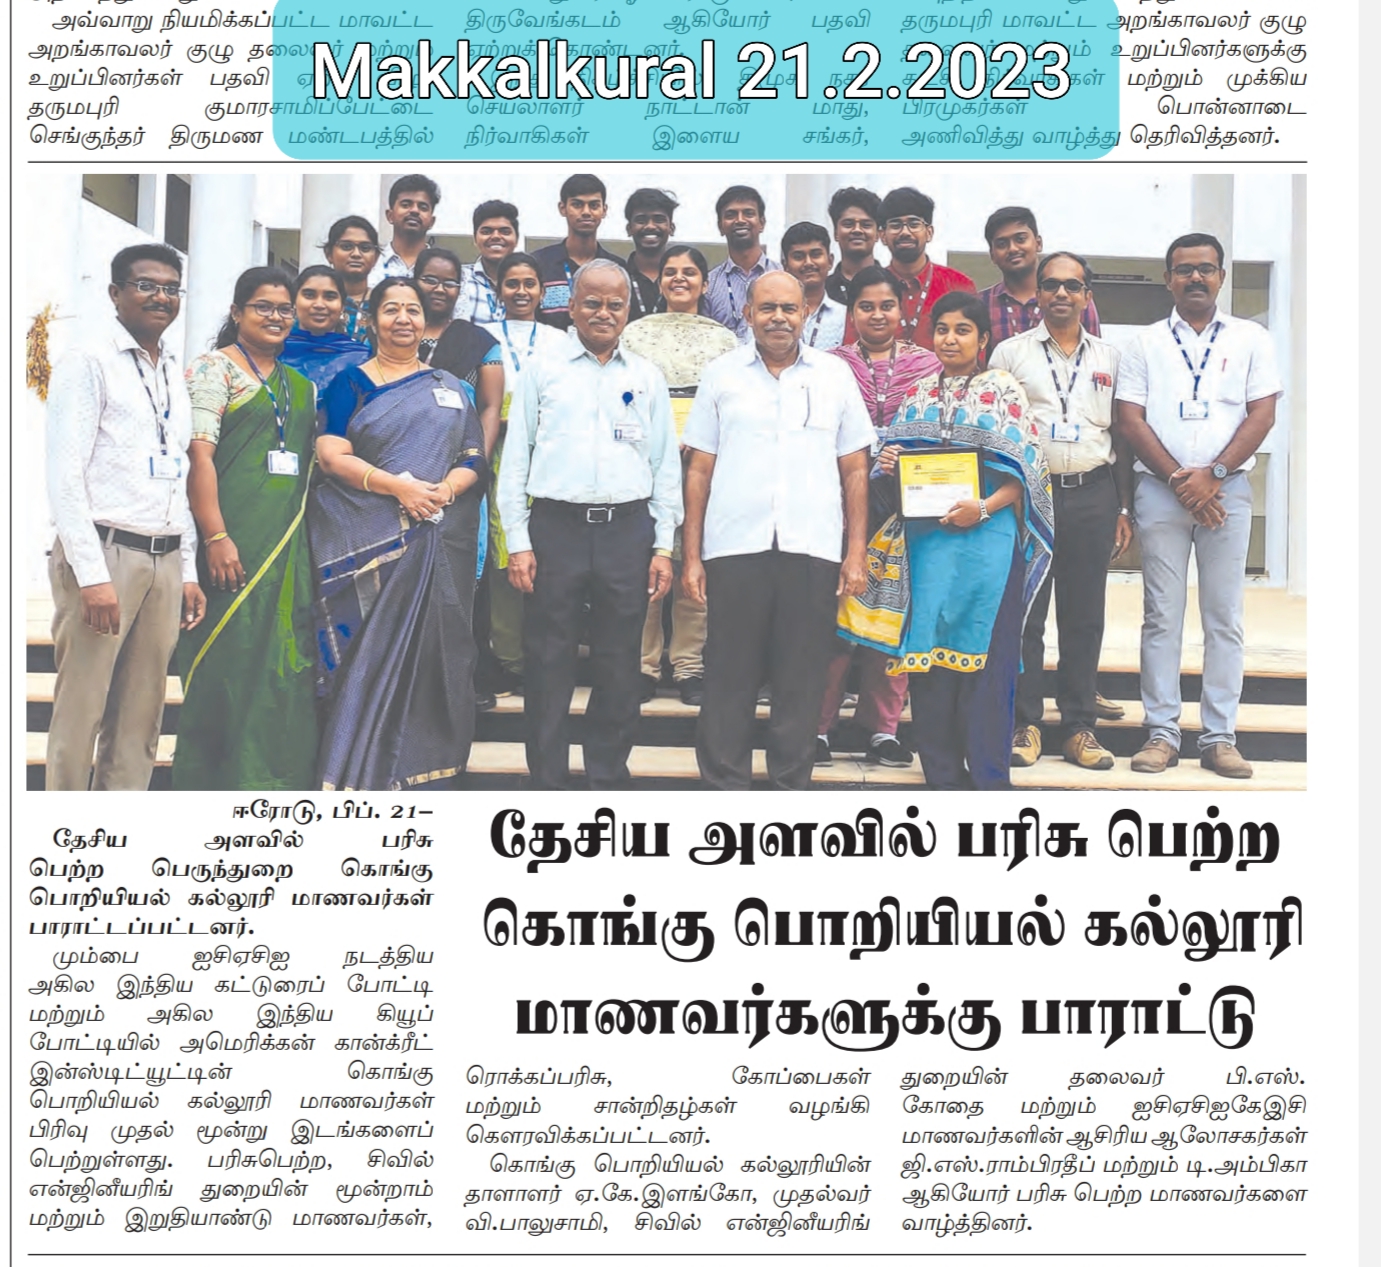 அவ்வாறு நியமிக்கப்பட்ட மாவட்ட
அறங்காவலர் குழு தலைவர் மற்றும்
உறுப்பினர்கள் பதவி
தருமபுரி குமாரசாமிப்பேட்டை
செங்குந்தர் திருமண மண்டபத்தில்
திருவேங்கடம் ஆகியோர் பதவி
ஏற்றுக்கொண்டனர்.
செயலாளர் நாட்டான் மாது,
நிர்வாகிகள் இளைய சங்கர்,
தருமபுரி மாவட்ட அறங்காவலர் குழு
உறுப்பினர்களுக்கு
மற்றும் முக்கிய
பிரமுகர்கள் பொன்னாடை
அணிவித்து வாழ்த்து தெரிவித்தனர்.
Makkalkural 21.2.2023
தேசிய அளவில் பரிசு பெற்ற
கொங்கு பொறியியல் கல்லூரி
மாணவர்களுக்கு பாராட்டு
ஈரோடு, பிப். 21–
தேசிய அளவில் பரிசு
பெற்ற பெருந்துறை கொங்கு
பொறியியல் கல்லூரி மாணவர்கள்
பாராட்டப்பட்டனர்.
மும்பை ஐசிஏசிஐ நடத்திய
அகில இந்திய கட்டுரைப் போட்டி
மற்றும் அகில இந்திய கியூப்
போட்டியில் அமெரிக்கன் கான்க்ரீட்
இன்ஸ்டிட்யூட்டின் கொங்கு
பொறியியல் கல்லூரி மாணவர்கள்
பிரிவு முதல் மூன்று இடங்களைப்
பெற்றுள்ளது. பரிசுபெற்ற, சிவில்
என்ஜினீயரிங் துறையின் மூன்றாம்
மற்றும் இறுதியாண்டு மாணவர்கள்,
ரொக்கப்பரிசு, கோப்பைகள்
மற்றும் சான்றிதழ்கள் வழங்கி
கௌரவிக்கப்பட்டனர்.
கொங்கு பொறியியல் கல்லூரியின்
தாளாளர் ஏ.கே.இளங்கோ, முதல்வர்
வி.பாலுசாமி, சிவில் என்ஜினீயரிங்
துறையின் தலைவர் பி.எஸ்.
கோதை மற்றும் ஐசிஏசிஐகேஇசி
மாணவர்களின் ஆசிரிய ஆலோசகர்கள்
ஜி.எஸ்.ராம்பிரதீப் மற்றும் டி.அம்பிகா
ஆகியோர் பரிசு பெற்ற மாணவர்களை
வாழ்த்தினர்.